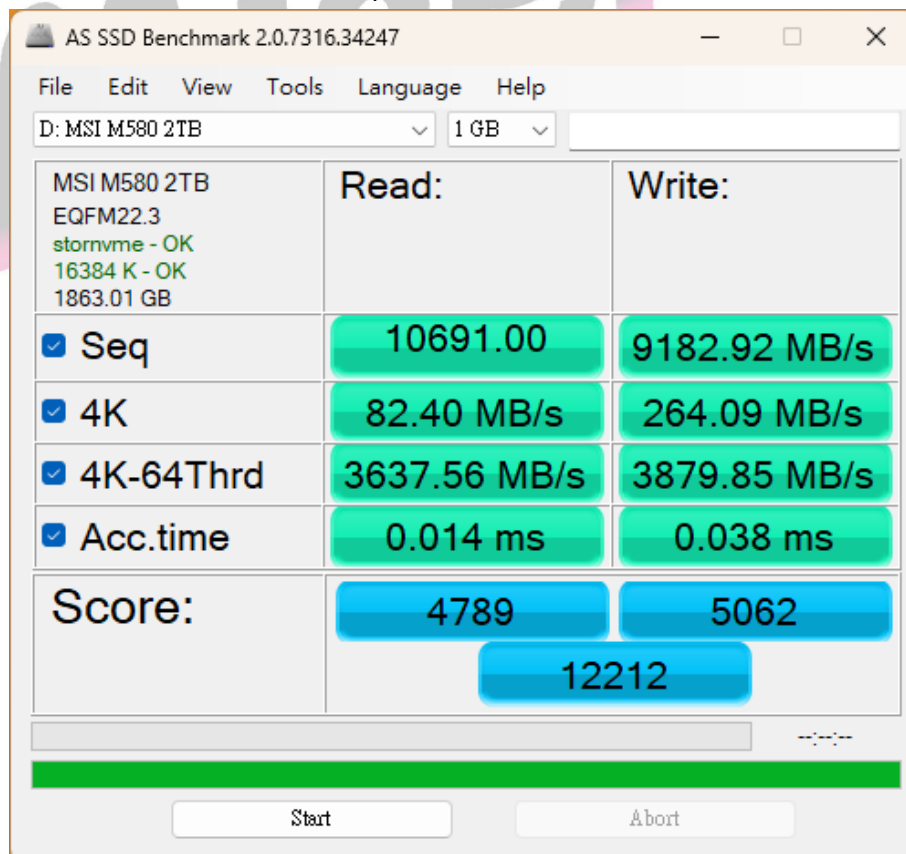 AS SSD Benchmark 2.0.7316.34247
File Edit View Tools Language Help
D: MSI M580 2TB 1 GB
MSI M580 2TB
EQFM22.3
stornvme - OK
16384 K - OK
1863.01 GB
Read: Write:
Seq 10691.00 9182.92 MB/s
4K 82.40 MB/s 264.09 MB/s
4K-64Thrd 3637.56 MB/s 3879.85 MB/s
Acc.time 0.014 ms 0.038 ms
Score: 4789 5062
12212
--:--:--
Start Abort